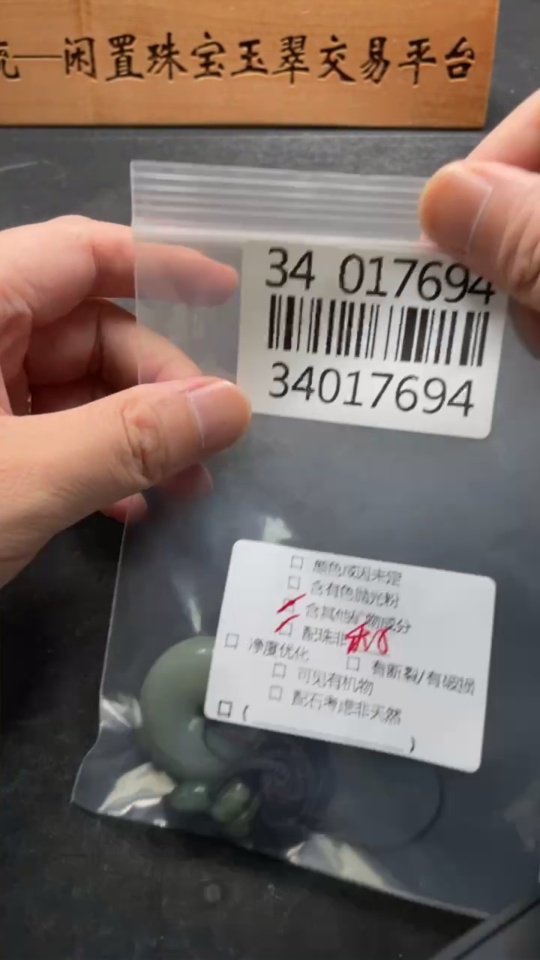 —闲置珠宝玉翠交易平台
34 017694
34017694
□ 颜色成因未定
□ 含有色抛光粉
□ 含其他矿物成分
□ 配珠非
净度优化
□ 有断裂/有破损
□ 可见有机物
□ 配石考虑非天然
□ ( )